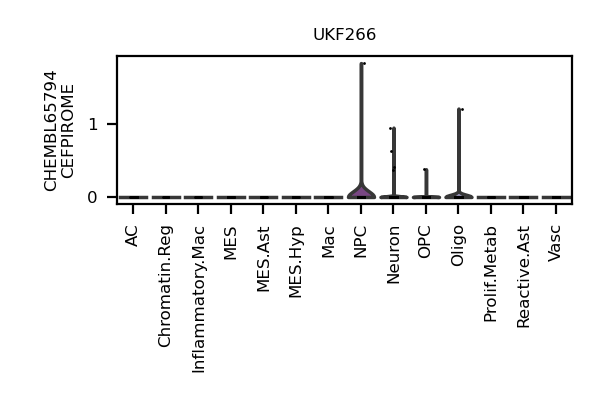 UKF266
CHEMBL65794
CEFPIROME
1
0
AC
Chromatin.Reg
Inflammatory.Mac
MES
MES.Ast
MES.Hyp
Mac
NPC
Neuron
OPC
Oligo
Prolif.Metab
Reactive.Ast
Vasc